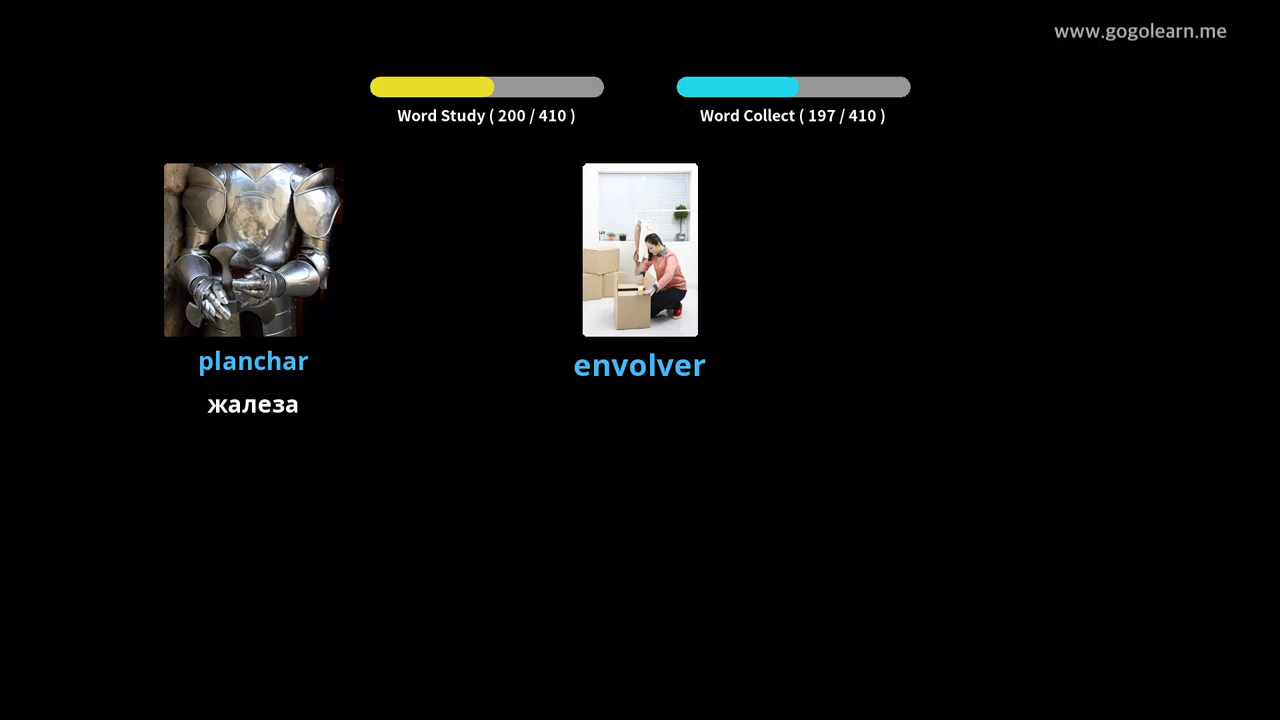 www.gogolearn.me
Word Study ( 200 / 410 )
Word Collect ( 197 / 410 )
planchar
жалеза
envolver